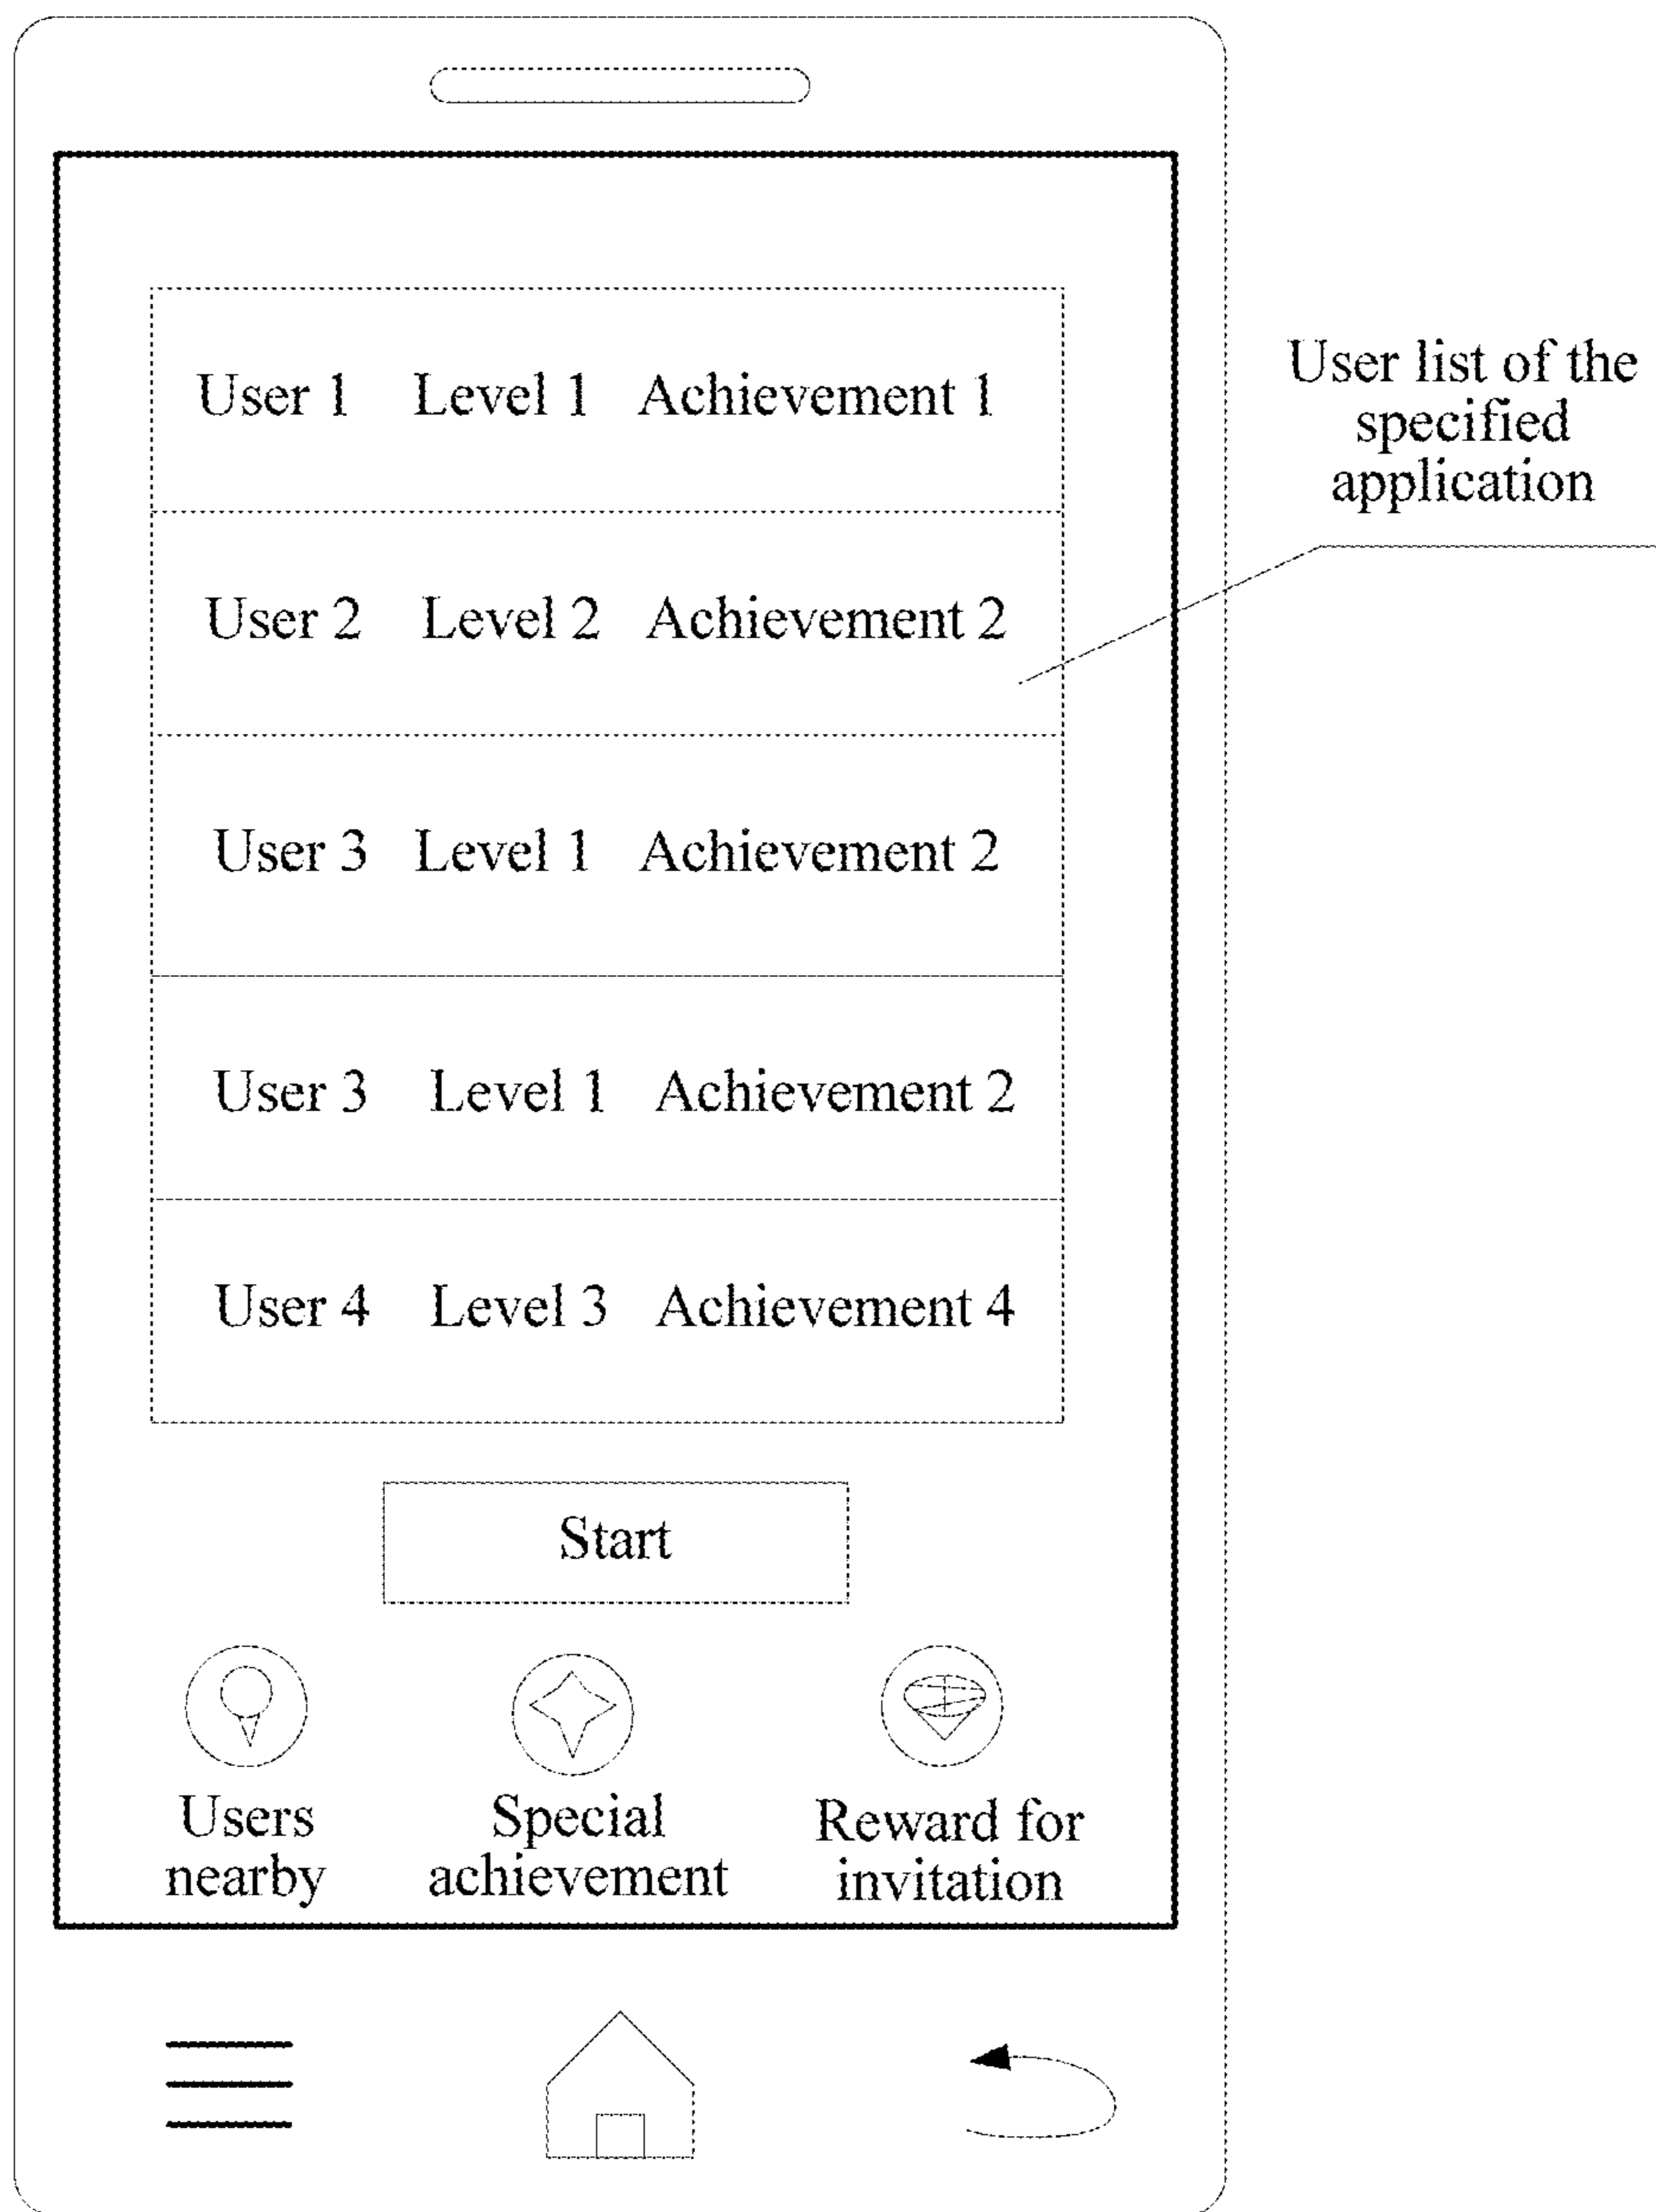 User 1 Level 1 Achievement 1
User list of the
specified
application
User 2 Level 2 Achievement 2
User 3 Level 1 Achievement 2
User 3 Level 1 Achievement 2
User 4 Level 3 Achievement 4
Start
Users
nearby
Special
achievement
Reward for
invitation